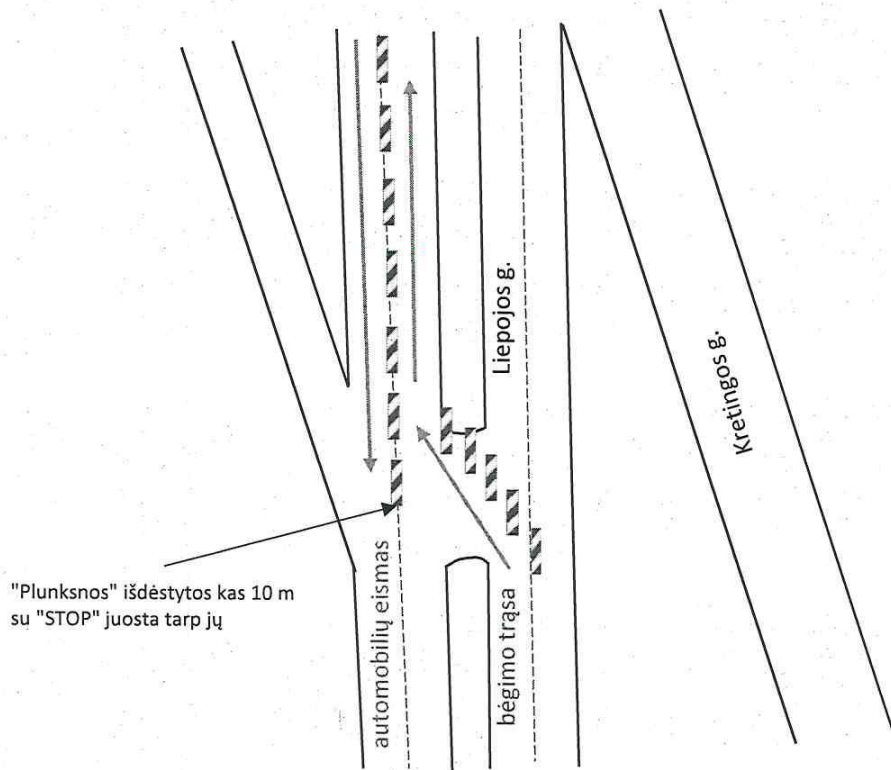 Liepojos g.
Kretingos g.
"Plunksnos" išdėstytos kas 10 m
su "STOP" juosta tarp jų
automobilių eismas
bėgimo trąsa